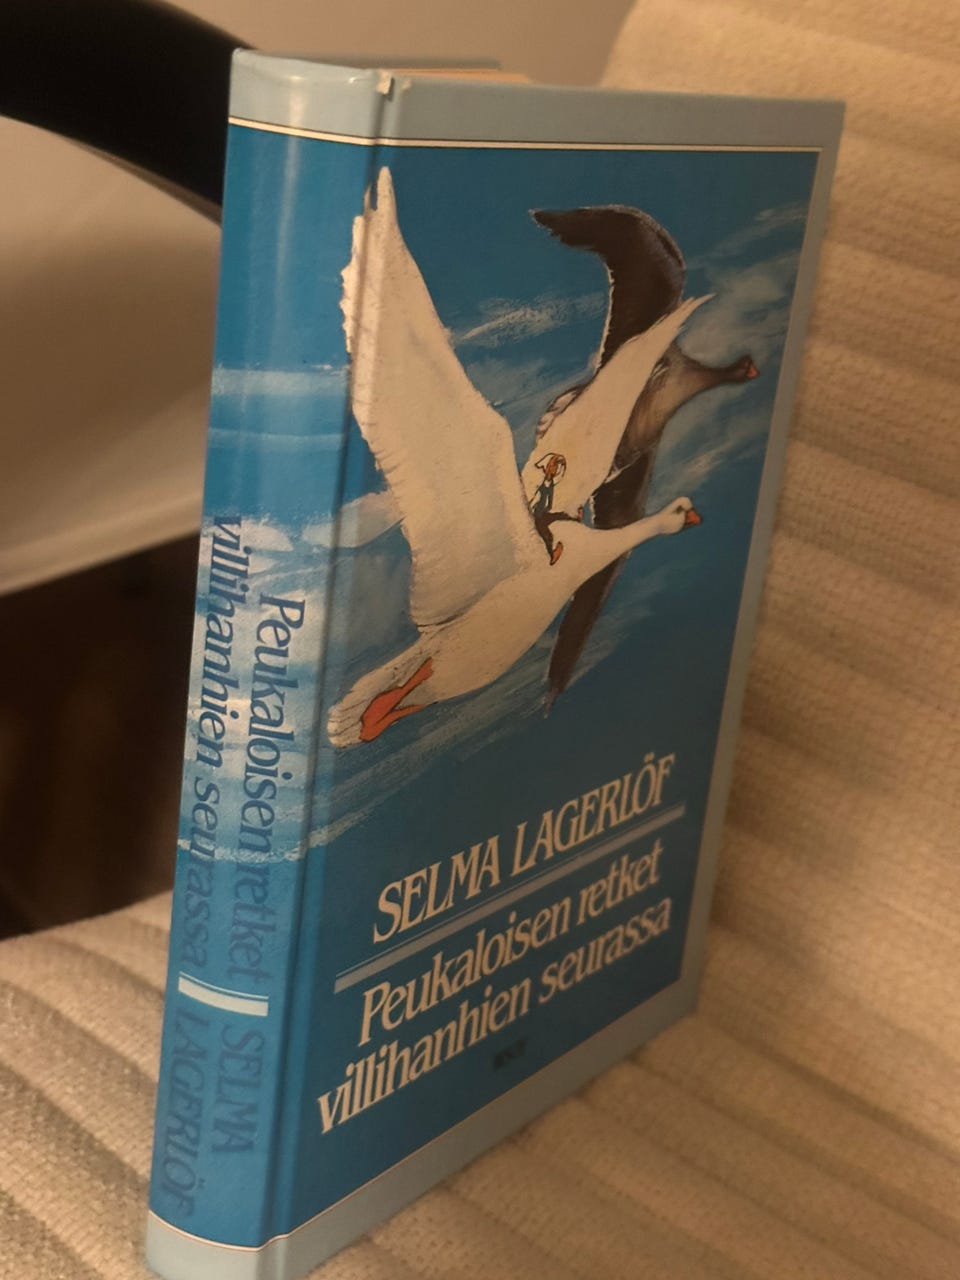 SELMA LAGERLÖF
Peukaloisen retket
villihanhien seurassa
Peukaloisen retket
villihanhien seurassa
SELMA
LAGERLÖF